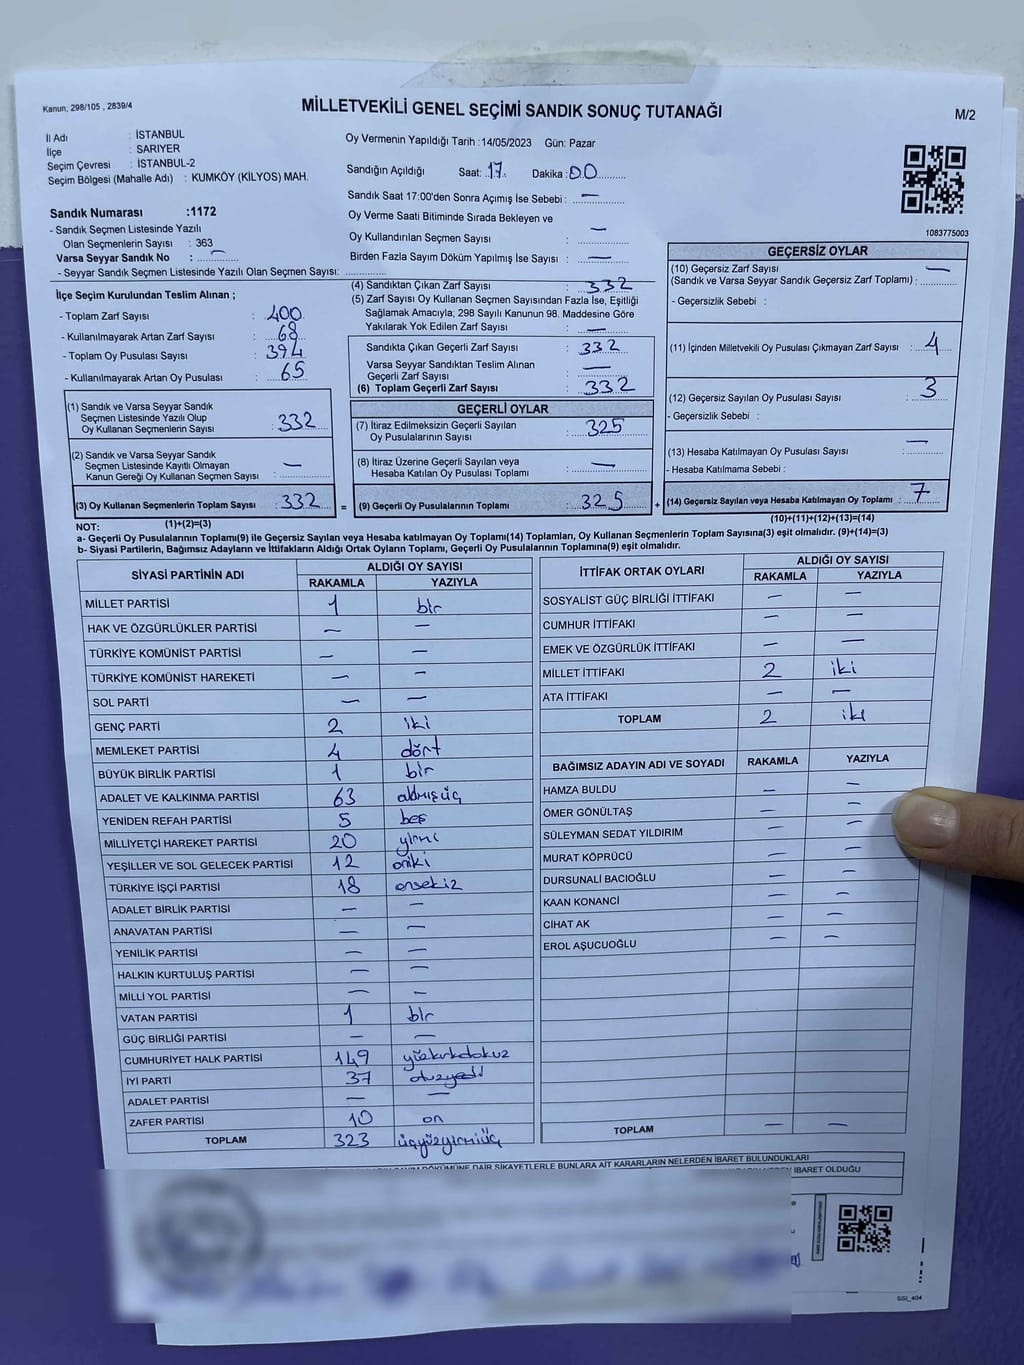 Kanun, 298/105 , 2839/4
MİLLETVEKİLİ GENEL SEÇİMİ SANDIK SONUÇ TUTANAĞI
M/2
İl Adı : İSTANBUL
İlçe : SARIYER
Seçim Çevresi : İSTANBUL-2
Seçim Bölgesi (Mahalle Adı) : KUMKÖY (KİLYOS) MAH.
Sandık Numarası :1172
- Sandık Seçmen Listesinde Yazılı
Olan Seçmenlerin Sayısı : 363
Varsa Seyyar Sandık No : —
- Seyyar Sandık Seçmen Listesinde Yazılı Olan Seçmen Sayısı:
Oy Vermenin Yapıldığı Tarih :14/05/2023 Gün: Pazar
Sandığın Açıldığı Saat: 17 Dakika : 00
Sandık Saat 17:00'den Sonra Açımış İse Sebebi : —
Oy Verme Saati Bitiminde Sırada Bekleyen ve
Oy Kullandırılan Seçmen Sayısı : —
Birden Fazla Sayım Döküm Yapılmış İse Sayısı : —
1083775003
İlçe Seçim Kurulundan Teslim Alınan ;
- Toplam Zarf Sayısı : 400
- Kullanılmayarak Artan Zarf Sayısı : 68
- Toplam Oy Pusulası Sayısı : 394
- Kullanılmayarak Artan Oy Pusulası : 65
(4) Sandıktan Çıkan Zarf Sayısı : 332
(5) Zarf Sayısı Oy Kullanan Seçmen Sayısından Fazla İse, Eşitliği
Sağlamak Amacıyla; 298 Sayılı Kanunun 98. Maddesine Göre
Yakılarak Yok Edilen Zarf Sayısı : —
Sandıkta Çıkan Geçerli Zarf Sayısı : 332
Varsa Seyyar Sandıktan Teslim Alınan
Geçerli Zarf Sayısı : —
(6) Toplam Geçerli Zarf Sayısı : 332
GEÇERSİZ OYLAR
(10) Geçersiz Zarf Sayısı
(Sandık ve Varsa Seyyar Sandık Geçersiz Zarf Toplamı) : —
- Geçersizlik Sebebi :
(11) İçinden Milletvekili Oy Pusulası Çıkmayan Zarf Sayısı : 4
(12) Geçersiz Sayılan Oy Pusulası Sayısı : 3
- Geçersizlik Sebebi :
(13) Hesaba Katılmayan Oy Pusulası Sayısı : —
- Hesaba Katılmama Sebebi :
(14) Geçersiz Sayılan veya Hesaba Katılmayan Oy Toplamı : 7
(10)+(11)+(12)+(13)=(14)
(1) Sandık ve Varsa Seyyar Sandık
Seçmen Listesinde Yazılı Olup
Oy Kullanan Seçmenlerin Sayısı : 332
(2) Sandık ve Varsa Seyyar Sandık
Seçmen Listesinde Kayıtlı Olmayan
Kanun Gereği Oy Kullanan Seçmen Sayısı : —
(3) Oy Kullanan Seçmenlerin Toplam Sayısı : 332 =
(1)+(2)=(3)
GEÇERLİ OYLAR
(7) İtiraz Edilmeksizin Geçerli Sayılan
Oy Pusulalarının Sayısı : 325
(8) İtiraz Üzerine Geçerli Sayılan veya
Hesaba Katılan Oy Pusulası Toplamı : —
(9) Geçerli Oy Pusulalarının Toplamı : 325 +
NOT:
a- Geçerli Oy Pusulasının Toplamı(9) ile Geçersiz Sayılan veya Hesaba katılmayan Oy Toplamı(14) Toplamları, Oy Kullanan Seçmenlerin Toplam Sayısına(3) eşit olmalıdır. (9)+(14)=(3)
b- Siyasi Partilerin, Bağımsız Adayların ve İttifakların Aldığı Ortak Oyların Toplamı, Geçerli Oy Pusulalarının Toplamına(9) eşit olmalıdır.
SİYASİ PARTİNİN ADI ALDIĞI OY SAYISI
RAKAMLA YAZIYLA
MİLLET PARTİSİ 1 bir
HAK VE ÖZGÜRLÜKLER PARTİSİ — —
TÜRKİYE KOMÜNİST PARTİSİ — —
TÜRKİYE KOMÜNİST HAREKETİ — —
SOL PARTİ — —
GENÇ PARTİ 2 iki
MEMLEKET PARTİSİ 4 dört
BÜYÜK BİRLİK PARTİSİ 1 bir
ADALET VE KALKINMA PARTİSİ 63 altmışüç
YENİDEN REFAH PARTİSİ 5 beş
MİLLİYETÇİ HAREKET PARTİSİ 20 yirmi
YEŞİLLER VE SOL GELECEK PARTİSİ 12 oniki
TÜRKİYE İŞÇİ PARTİSİ 18 onsekiz
ADALET BİRLİK PARTİSİ — —
ANAVATAN PARTİSİ — —
YENİLİK PARTİSİ — —
HALKIN KURTULUŞ PARTİSİ — —
MİLLİ YOL PARTİSİ — —
VATAN PARTİSİ 1 bir
GÜÇ BİRLİĞİ PARTİSİ — —
CUMHURİYET HALK PARTİSİ 149 yüzkırkdokuz
İYİ PARTİ 37 otuzyedi
ADALET PARTİSİ — —
ZAFER PARTİSİ 10 on
TOPLAM 323 üçyüzyirmiüç
İTTİFAK ORTAK OYLARI ALDIĞI OY SAYISI
RAKAMLA YAZIYLA
SOSYALİST GÜÇ BİRLİĞİ İTTİFAKI — —
CUMHUR İTTİFAKI — —
EMEK VE ÖZGÜRLÜK İTTİFAKI — —
MİLLET İTTİFAKI 2 iki
ATA İTTİFAKI — —
TOPLAM 2 iki
BAĞIMSIZ ADAYIN ADI VE SOYADI RAKAMLA YAZIYLA
HAMZA BULDU — —
ÖMER GÖNÜLTAŞ — —
SÜLEYMAN SEDAT YILDIRIM — —
MURAT KÖPRÜCÜ — —
DURSUNALİ BACIOĞLU — —
KAAN KONANCİ — —
CİHAT AK — —
EROL AŞUCUOĞLU — —
TOPLAM — —
DÖKÜMÜNE DAİR ŞİKAYETLERLE BUNLARA AİT KARARLARIN NELERDEN İBARET BULUNDUKLARI
İBARET OLDUĞU
SSI_404